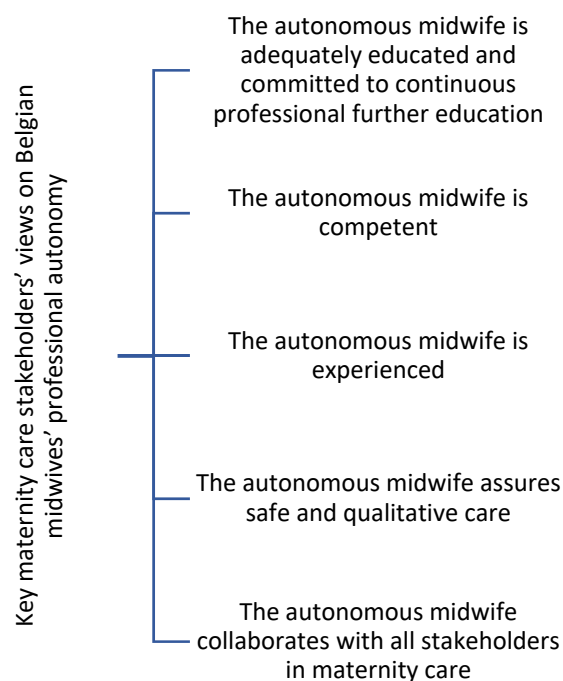 Key maternity care stakeholders' views on Belgian
midwives' professional autonomy
The autonomous midwife is
adequately educated and
committed to continuous
professional further education
The autonomous midwife is
competent
The autonomous midwife is
experienced
The autonomous midwife assures
safe and qualitative care
The autonomous midwife
collaborates with all stakeholders
in maternity care